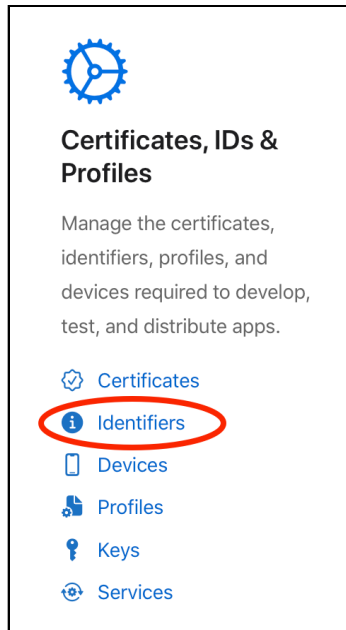 Certificates, IDs &
Profiles
Manage the certificates,
identifiers, profiles, and
devices required to develop,
test, and distribute apps.
Certificates
Identifiers
Devices
Profiles
Keys
Services